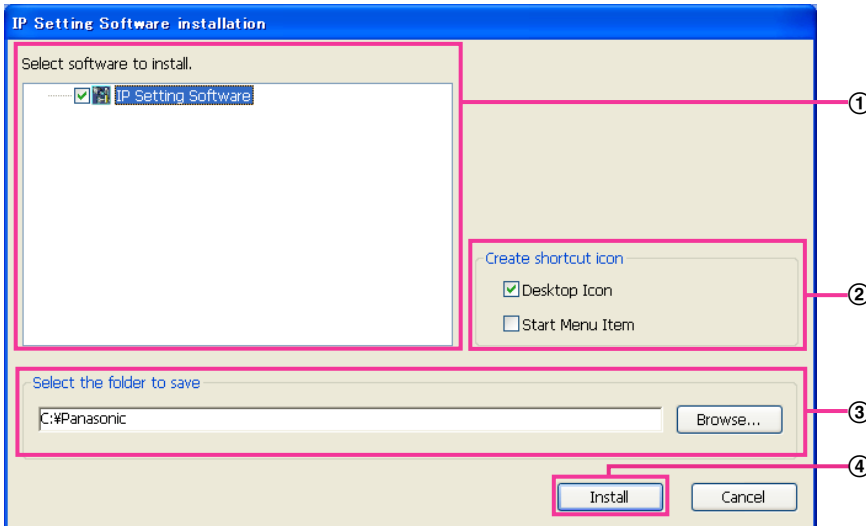 IP Setting Software installation
Select software to install.
IP Setting Software
①
Create shortcut icon
Desktop Icon
②
Start Menu Item
Select the folder to save
C:¥Panasonic
Browse...
③
④
Install
Cancel